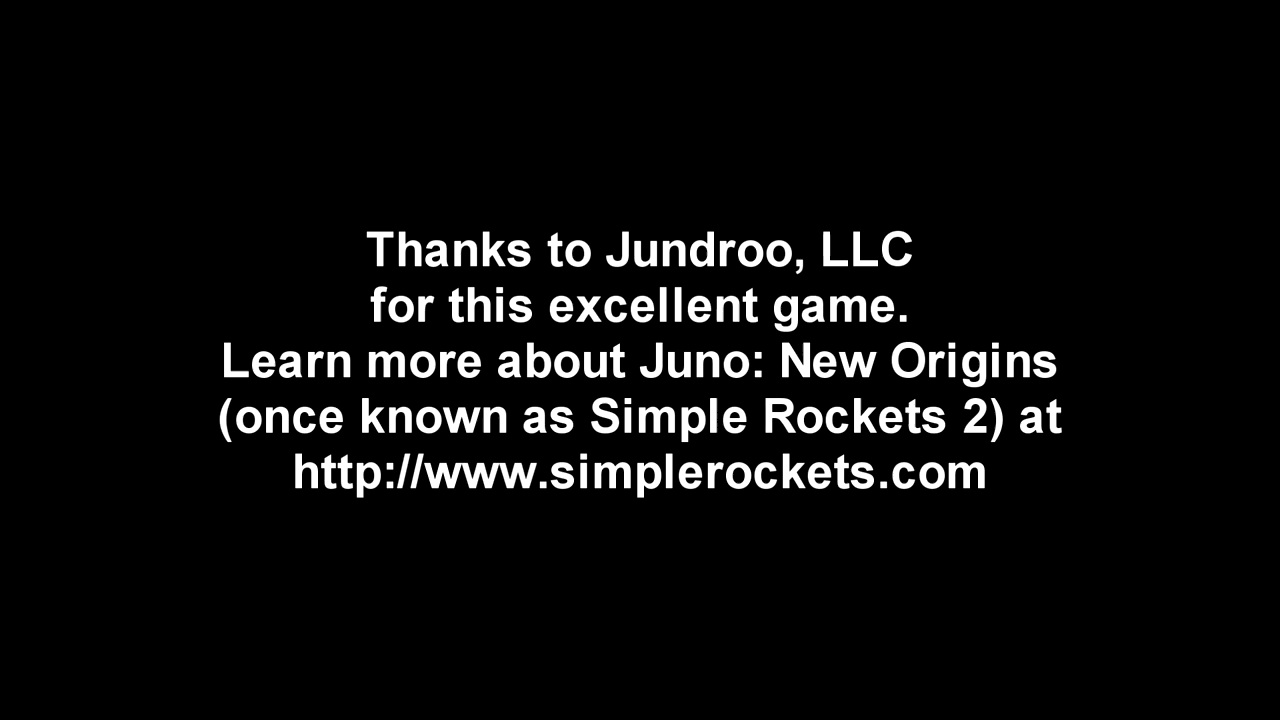 Thanks to Jundroo, LLC
for this excellent game.
Learn more about Juno: New Origins
(once known as Simple Rockets 2) at
http://www.simplerockets.com